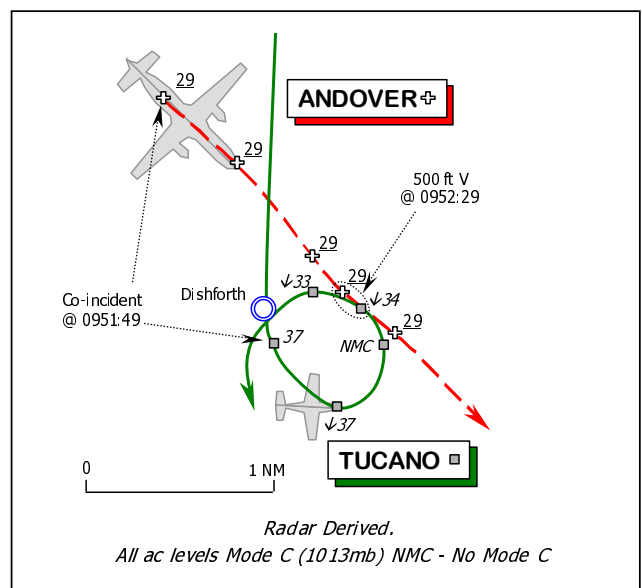 29
ANDOVER
29
500 ft V
@ 0952:29
29
Dishforth
↓33
29
↓34
Co-incident
@ 0951:49
29
37
NMC
↓37
TUCANO
0
1 NM
Radar Derived.
All ac levels Mode C (1013mb) NMC - No Mode C